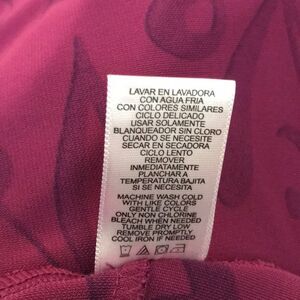 LAVAR EN LAVADORA
CON AGUA FRIA
CON COLORES SIMILARES
CICLO DELICADO
USAR SOLAMENTE
BLANQUEADOR SIN CLORO
CUANDO SE NECESITE
SECAR EN SECADORA
CICLO LENTO
REMOVER
INMEDIATAMENTE
PLANCHAR A
TEMPERATURA BAJITA
SI SE NECESITA
MACHINE WASH COLD
WITH LIKE COLORS
GENTLE CYCLE
ONLY NON CHLORINE
BLEACH WHEN NEEDED
TUMBLE DRY LOW
REMOVE PROMPTLY
COOL IRON IF NEEDED